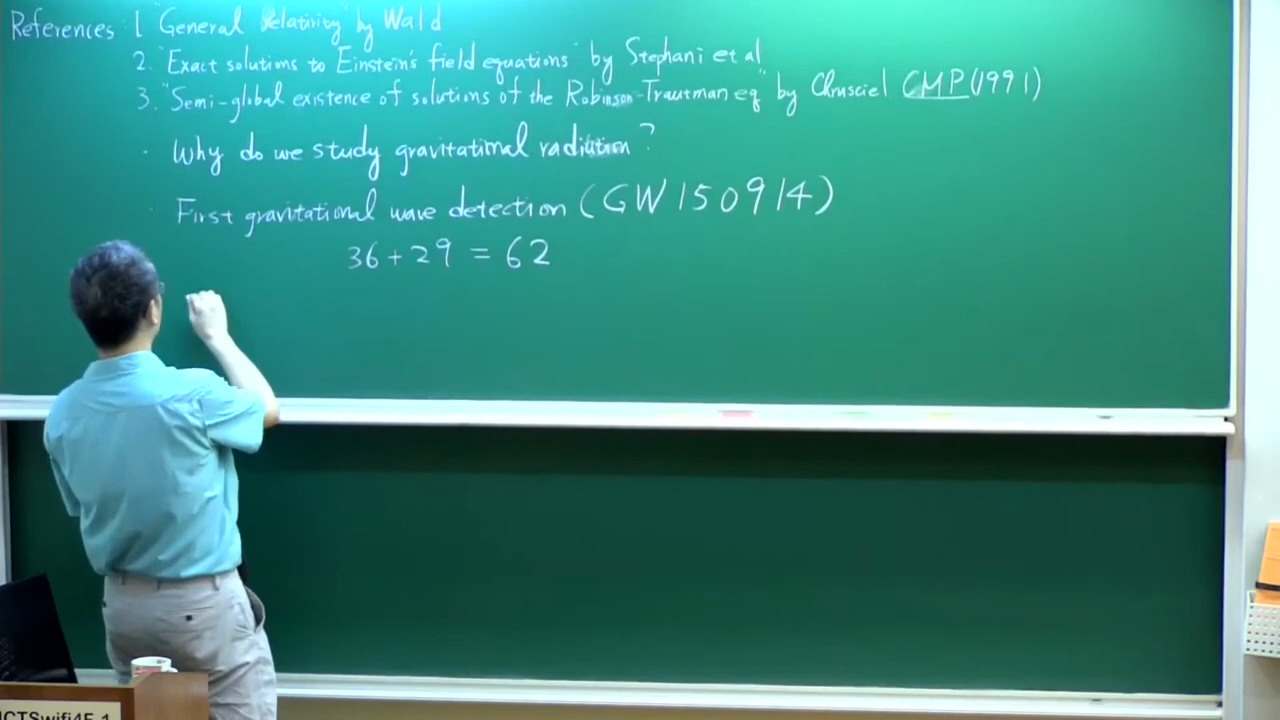 References: 1. "General Relativity" by Wald
2. "Exact solutions to Einstein's field equations" by Stephani et al
3. "Semi-global existence of solutions of the Robinson-Trautman eq" by Chrusciel CMP(1991)
· Why do we study gravitational radiation?
· First gravitational wave detection (GW150914)
36+29 = 62